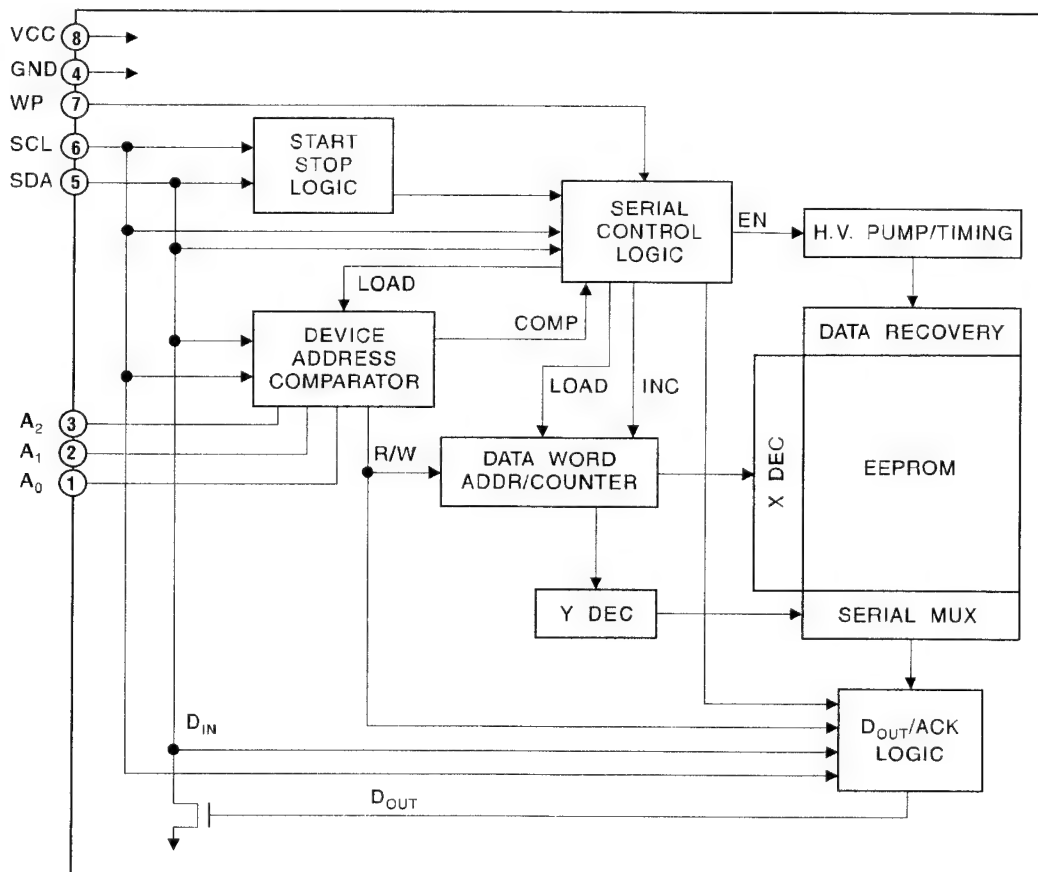 VCC 8
GND 4
WP 7
SCL 6
SDA 5
START
STOP
LOGIC
SERIAL
CONTROL
LOGIC
EN
H.V. PUMP/TIMING
LOAD
COMP
DEVICE
ADDRESS
COMPARATOR
LOAD
INC
DATA RECOVERY
A2 3
A1 2
A0 1
R/W
DATA WORD
ADDR/COUNTER
X DEC
EEPROM
Y DEC
SERIAL MUX
DIN
DOUT/ACK
LOGIC
DOUT